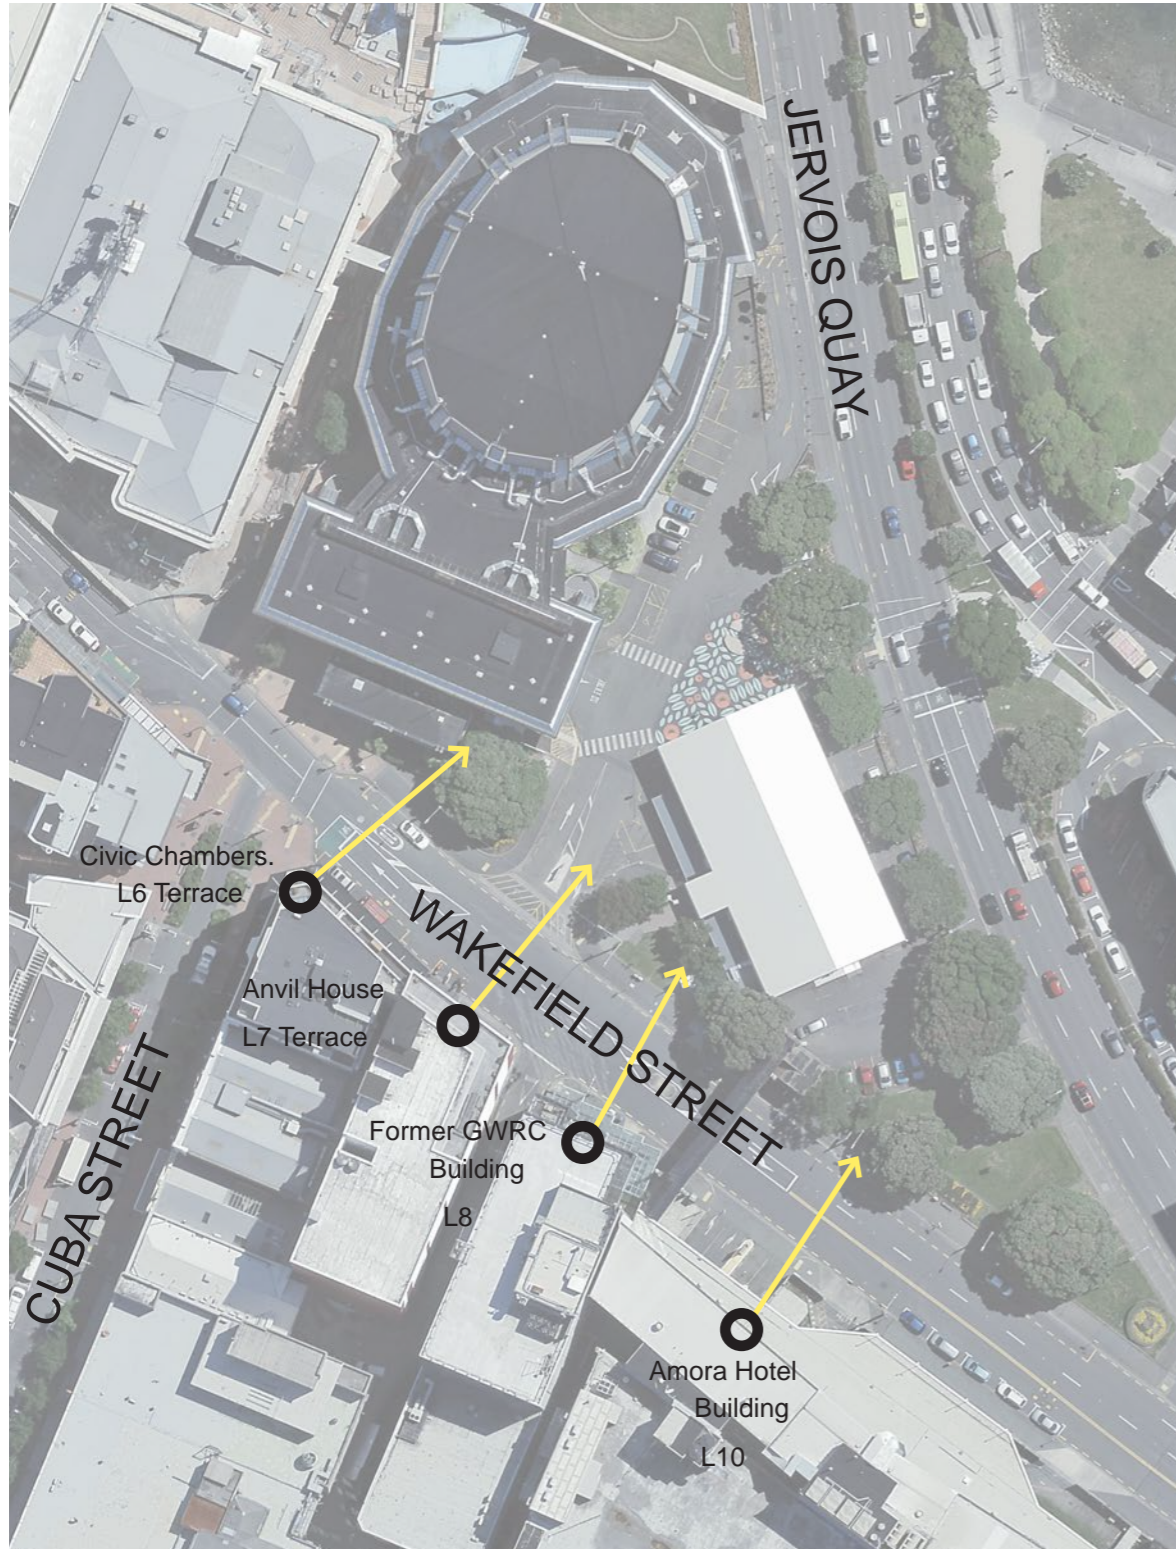 JERVOIS QUAY
Civic Chambers.
L6 Terrace
WAKEFIELD STREET
Anvil House
L7 Terrace
CUBA STREET
Former GWRC
Building
L8
Amora Hotel
Building
L10